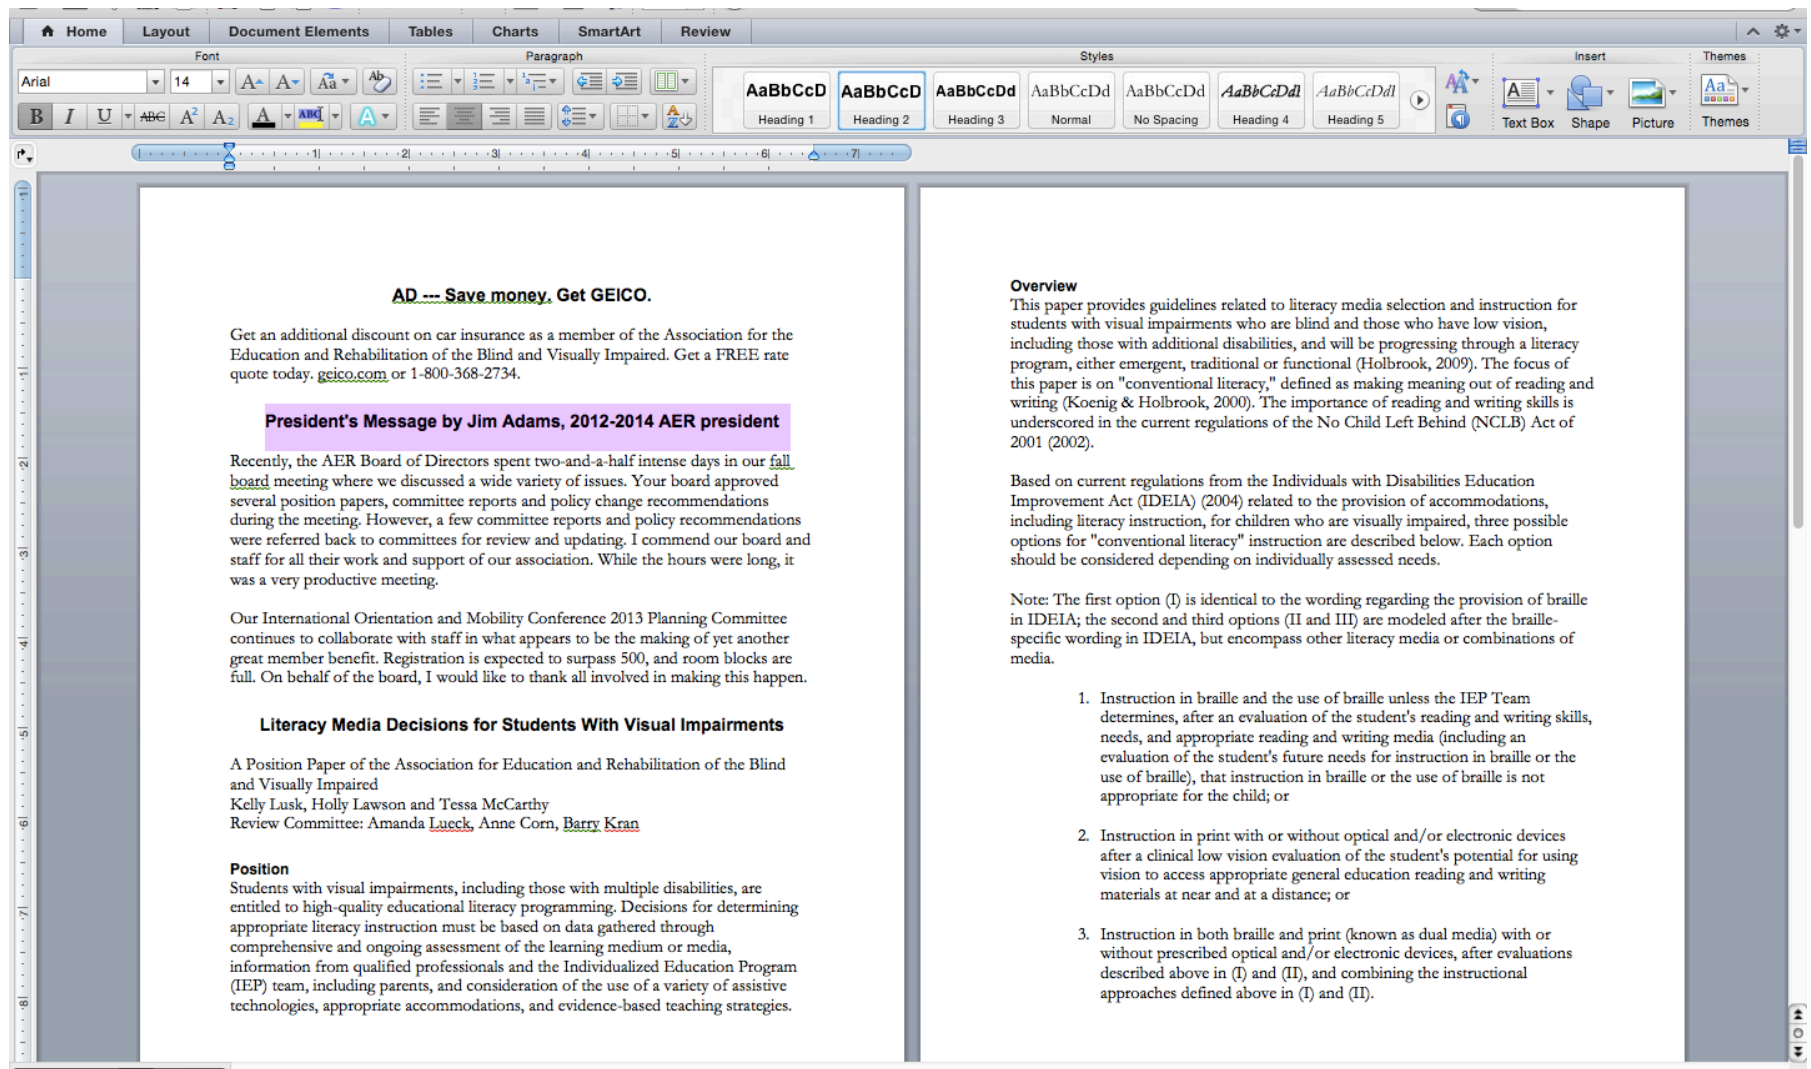 Home Layout Document Elements Tables Charts SmartArt Review
Font Paragraph Styles Insert Themes
Arial 14 A A Aa Ab
B I U ABC A2 A2 A ABC A
AaBbCcD AaBbCcD AaBbCcDd AaBbCcDd AaBbCcDd AaBbCcDd AaBbCcDd
Heading 1 Heading 2 Heading 3 Normal No Spacing Heading 4 Heading 5
Text Box Shape Picture Themes
1 2 3 4 5 6 7
AD --- Save money. Get GEICO.
Get an additional discount on car insurance as a member of the Association for the
Education and Rehabilitation of the Blind and Visually Impaired. Get a FREE rate
quote today. geico.com or 1-800-368-2734.
President's Message by Jim Adams, 2012-2014 AER president
Recently, the AER Board of Directors spent two-and-a-half intense days in our fall
board meeting where we discussed a wide variety of issues. Your board approved
several position papers, committee reports and policy change recommendations
during the meeting. However, a few committee reports and policy recommendations
were referred back to committees for review and updating. I commend our board and
staff for all their work and support of our association. While the hours were long, it
was a very productive meeting.
Our International Orientation and Mobility Conference 2013 Planning Committee
continues to collaborate with staff in what appears to be the making of yet another
great member benefit. Registration is expected to surpass 500, and room blocks are
full. On behalf of the board, I would like to thank all involved in making this happen.
Literacy Media Decisions for Students With Visual Impairments
A Position Paper of the Association for Education and Rehabilitation of the Blind
and Visually Impaired
Kelly Lusk, Holly Lawson and Tessa McCarthy
Review Committee: Amanda Lueck, Anne Corn, Barry Kran
Position
Students with visual impairments, including those with multiple disabilities, are
entitled to high-quality educational literacy programming. Decisions for determining
appropriate literacy instruction must be based on data gathered through
comprehensive and ongoing assessment of the learning medium or media,
information from qualified professionals and the Individualized Education Program
(IEP) team, including parents, and consideration of the use of a variety of assistive
technologies, appropriate accommodations, and evidence-based teaching strategies.
Overview
This paper provides guidelines related to literacy media selection and instruction for
students with visual impairments who are blind and those who have low vision,
including those with additional disabilities, and will be progressing through a literacy
program, either emergent, traditional or functional (Holbrook, 2009). The focus of
this paper is on "conventional literacy," defined as making meaning out of reading and
writing (Koenig & Holbrook, 2000). The importance of reading and writing skills is
underscored in the current regulations of the No Child Left Behind (NCLB) Act of
2001 (2002).
Based on current regulations from the Individuals with Disabilities Education
Improvement Act (IDEIA) (2004) related to the provision of accommodations,
including literacy instruction, for children who are visually impaired, three possible
options for "conventional literacy" instruction are described below. Each option
should be considered depending on individually assessed needs.
Note: The first option (I) is identical to the wording regarding the provision of braille
in IDEIA; the second and third options (II and III) are modeled after the braille-
specific wording in IDEIA, but encompass other literacy media or combinations of
media.
1. Instruction in braille and the use of braille unless the IEP Team
determines, after an evaluation of the student's reading and writing skills,
needs, and appropriate reading and writing media (including an
evaluation of the student's future needs for instruction in braille or the
use of braille), that instruction in braille or the use of braille is not
appropriate for the child; or
2. Instruction in print with or without optical and/or electronic devices
after a clinical low vision evaluation of the student's potential for using
vision to access appropriate general education reading and writing
materials at near and at a distance; or
3. Instruction in both braille and print (known as dual media) with or
without prescribed optical and/or electronic devices, after evaluations
described above in (I) and (II), and combining the instructional
approaches defined above in (I) and (II).